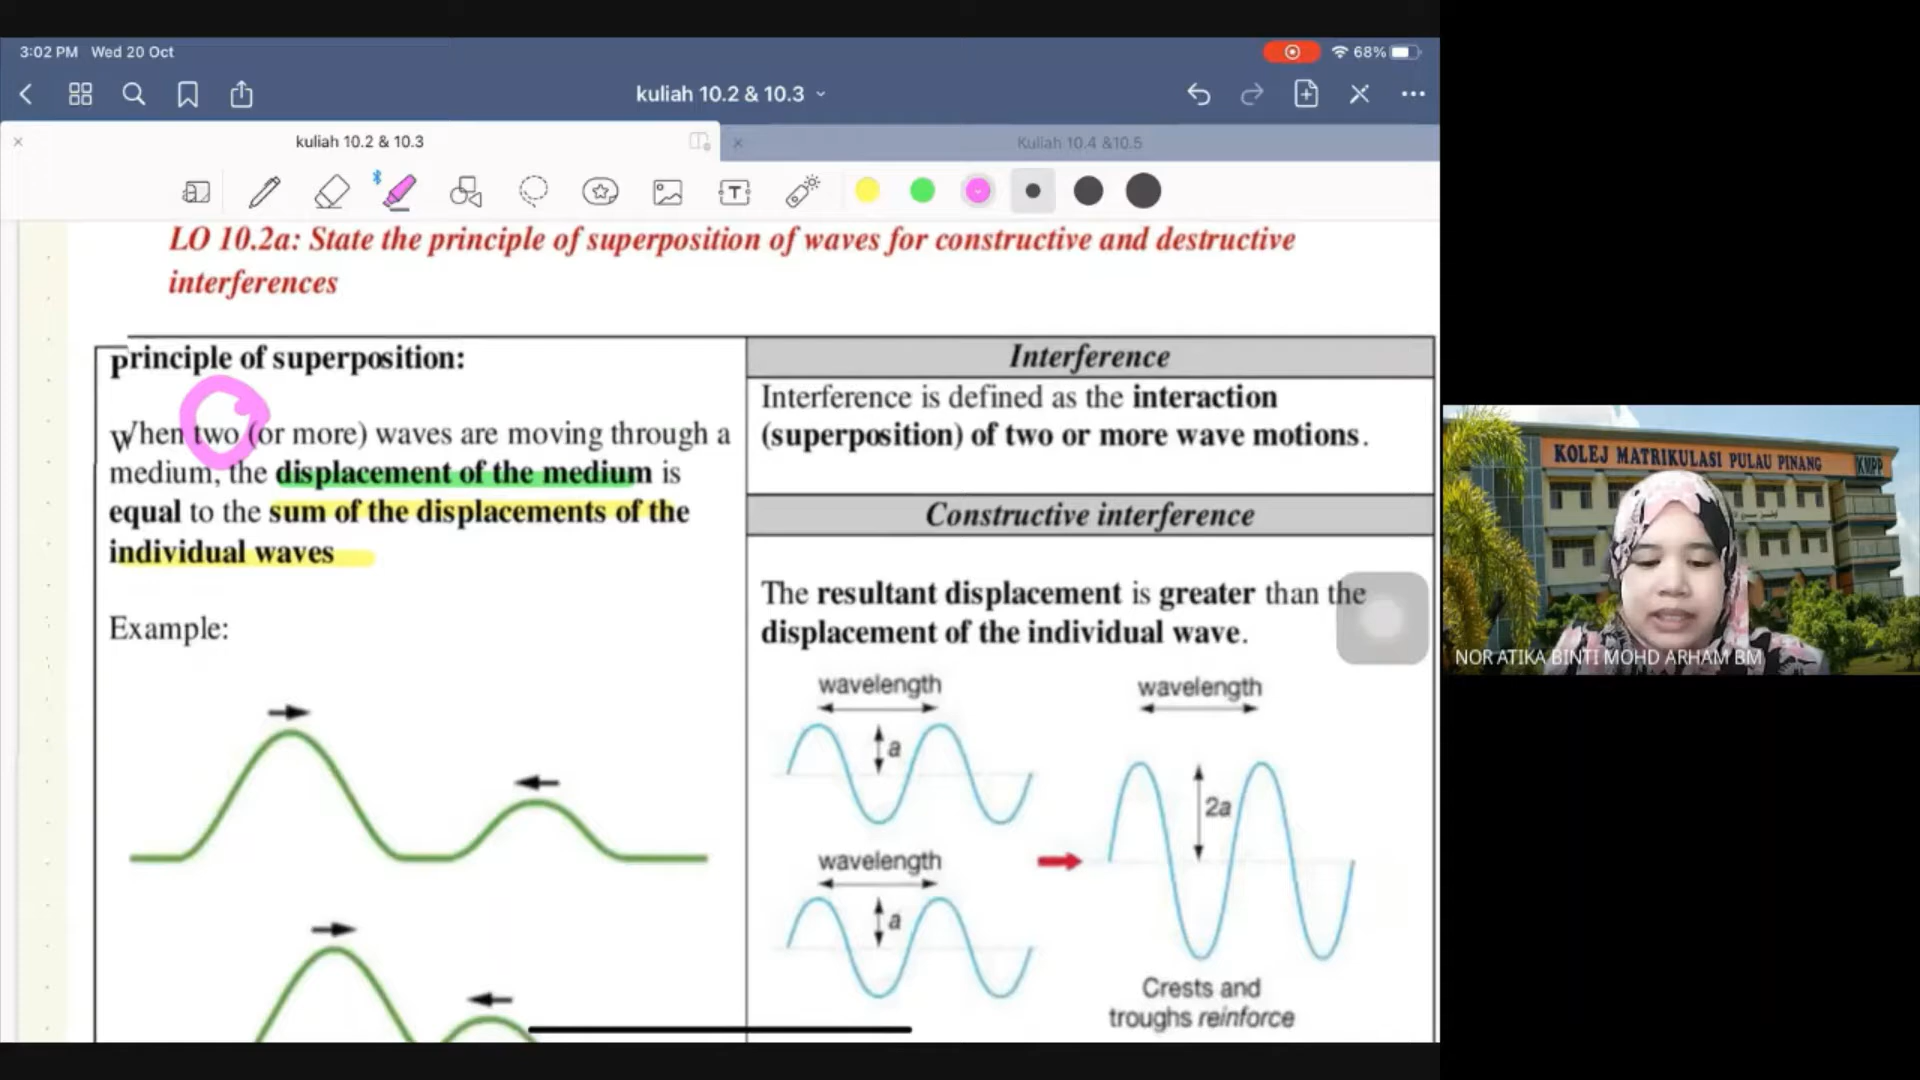 3:02 PM Wed 20 Oct
68%
kuliah 10.2 & 10.3
kuliah 10.2 & 10.3
Kuliah 10.4 &10.5
T
LO 10.2a: State the principle of superposition of waves for constructive and destructive
interferences
Principle of superposition:
When two (or more) waves are moving through a
medium, the displacement of the medium is
equal to the sum of the displacements of the
individual waves
Example:
Interference
Interference is defined as the interaction
(superposition) of two or more wave motions.
Constructive interference
The resultant displacement is greater than the
displacement of the individual wave.
wavelength
a
wavelength
a
wavelength
2a
Crests and
troughs reinforce
KOLEJ MATRIKULASI PULAU PINANG KMPP
NOR ATIKA BINTI MOHD ARHAM BM